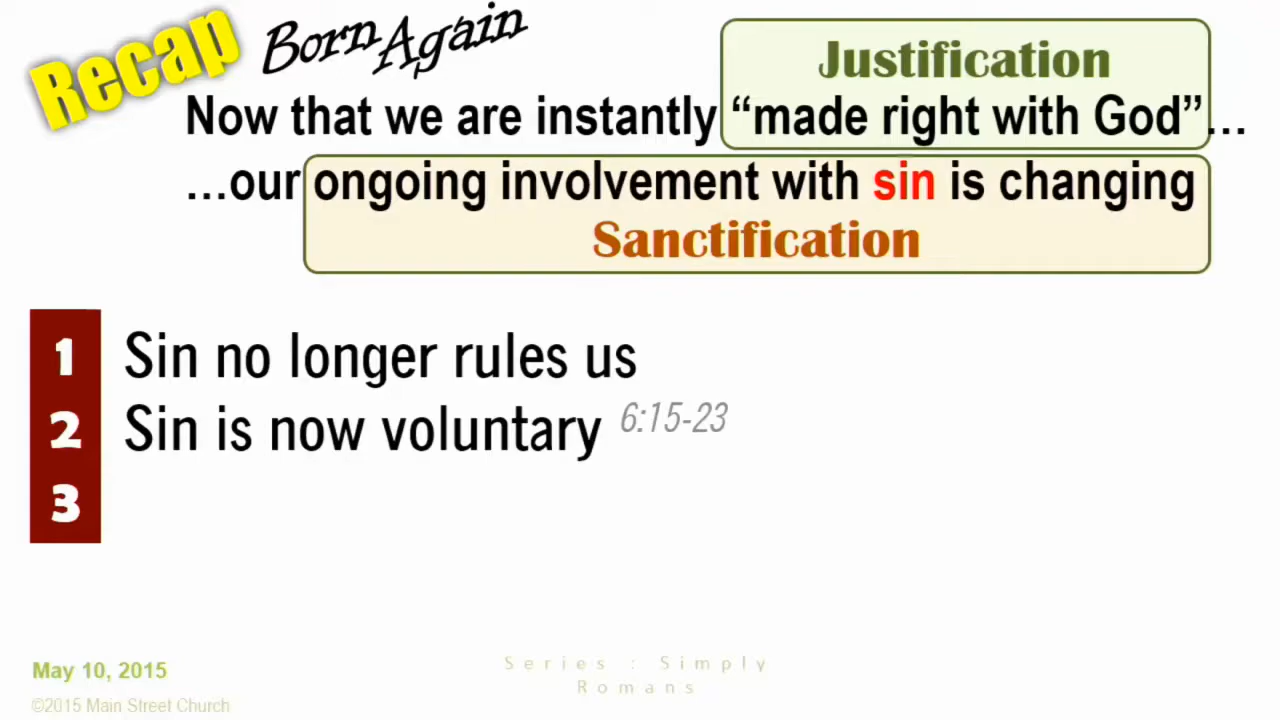 Recap Born Again
Justification
Now that we are instantly “made right with God”…
…our ongoing involvement with sin is changing
Sanctification
1 Sin no longer rules us
2 Sin is now voluntary 6:15-23
3
May 10, 2015
Series : Simply
Romans
©2015 Main Street Church